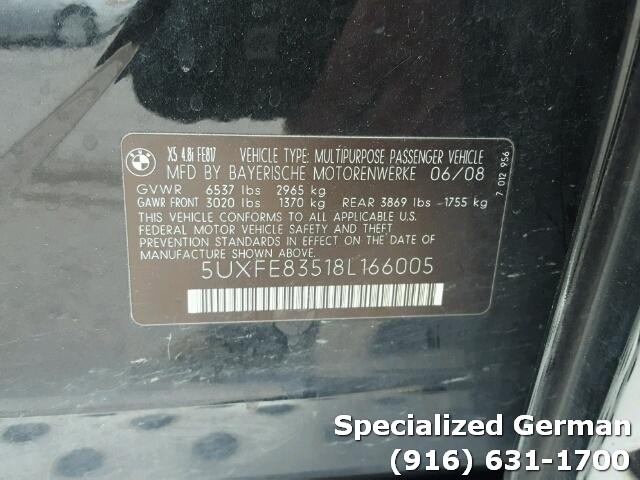 BMW
X5 4.8i FE817 VEHICLE TYPE: MULTIPURPOSE PASSENGER VEHICLE
MFD BY BAYERISCHE MOTORENWERKE 06/08
GVWR 6537 lbs 2965 kg
GAWR FRONT 3020 lbs 1370 kg REAR 3869 lbs -1755 kg
THIS VEHICLE CONFORMS TO ALL APPLICABLE U.S.
FEDERAL MOTOR VEHICLE SAFETY AND THEFT
PREVENTION STANDARDS IN EFFECT ON THE DATE
OF MANUFACTURE SHOWN ABOVE.
5UXFE83518L166005
7 012 956
Specialized German
(916) 631-1700